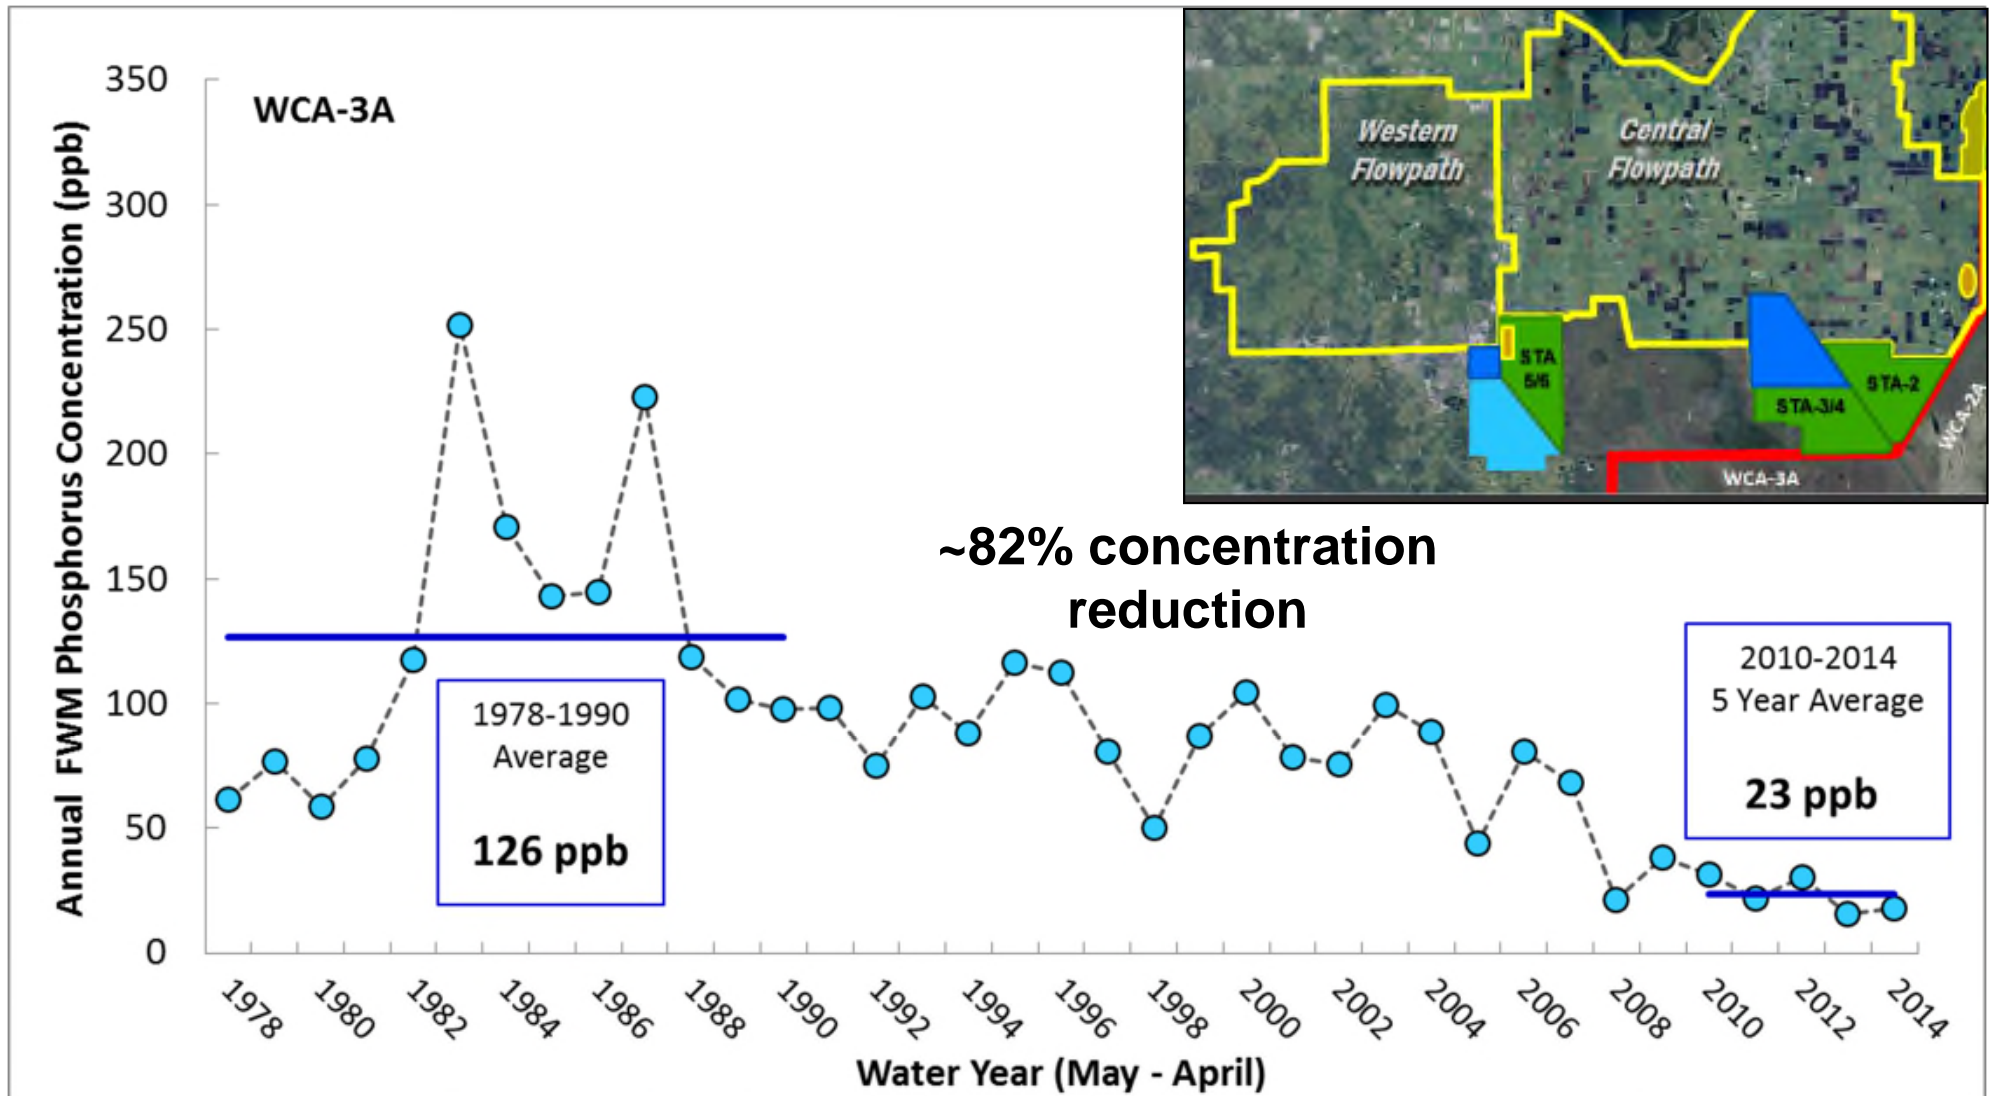 WCA-3A
Annual FWM Phosphorus Concentration (ppb)
350
300
250
200
150
100
50
0
Western
Flowpath
Central
Flowpath
STA
5/6
STA-2
STA-3/4
WCA-2A
WCA-3A
~82% concentration
reduction
1978-1990
Average
126 ppb
2010-2014
5 Year Average
23 ppb
1978
1980
1982
1984
1986
1988
1990
1992
1994
1996
1998
2000
2002
2004
2006
2008
2010
2012
2014
Water Year (May - April)